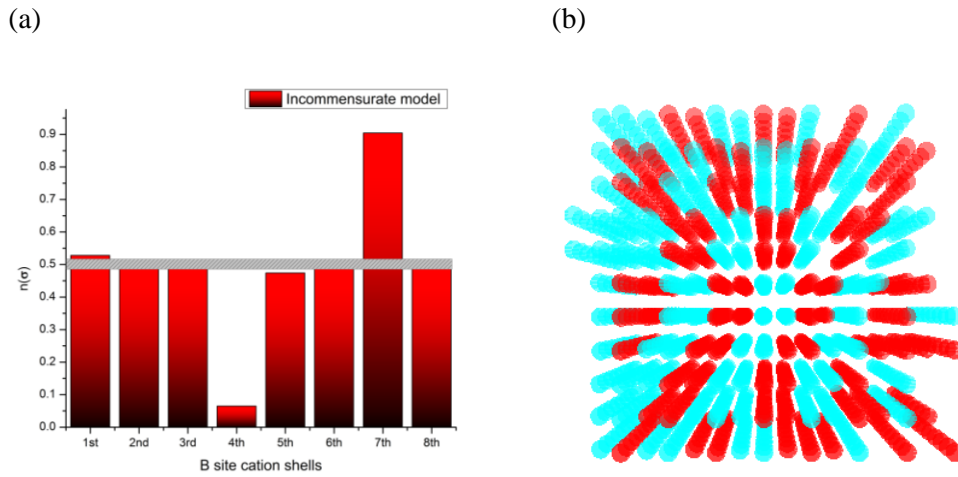 (a)
(b)
Incommensurate model
n(σ)
0.9
0.8
0.7
0.6
0.5
0.4
0.3
0.2
0.1
0.0
1st 2nd 3rd 4th 5th 6th 7th 8th
B site cation shells